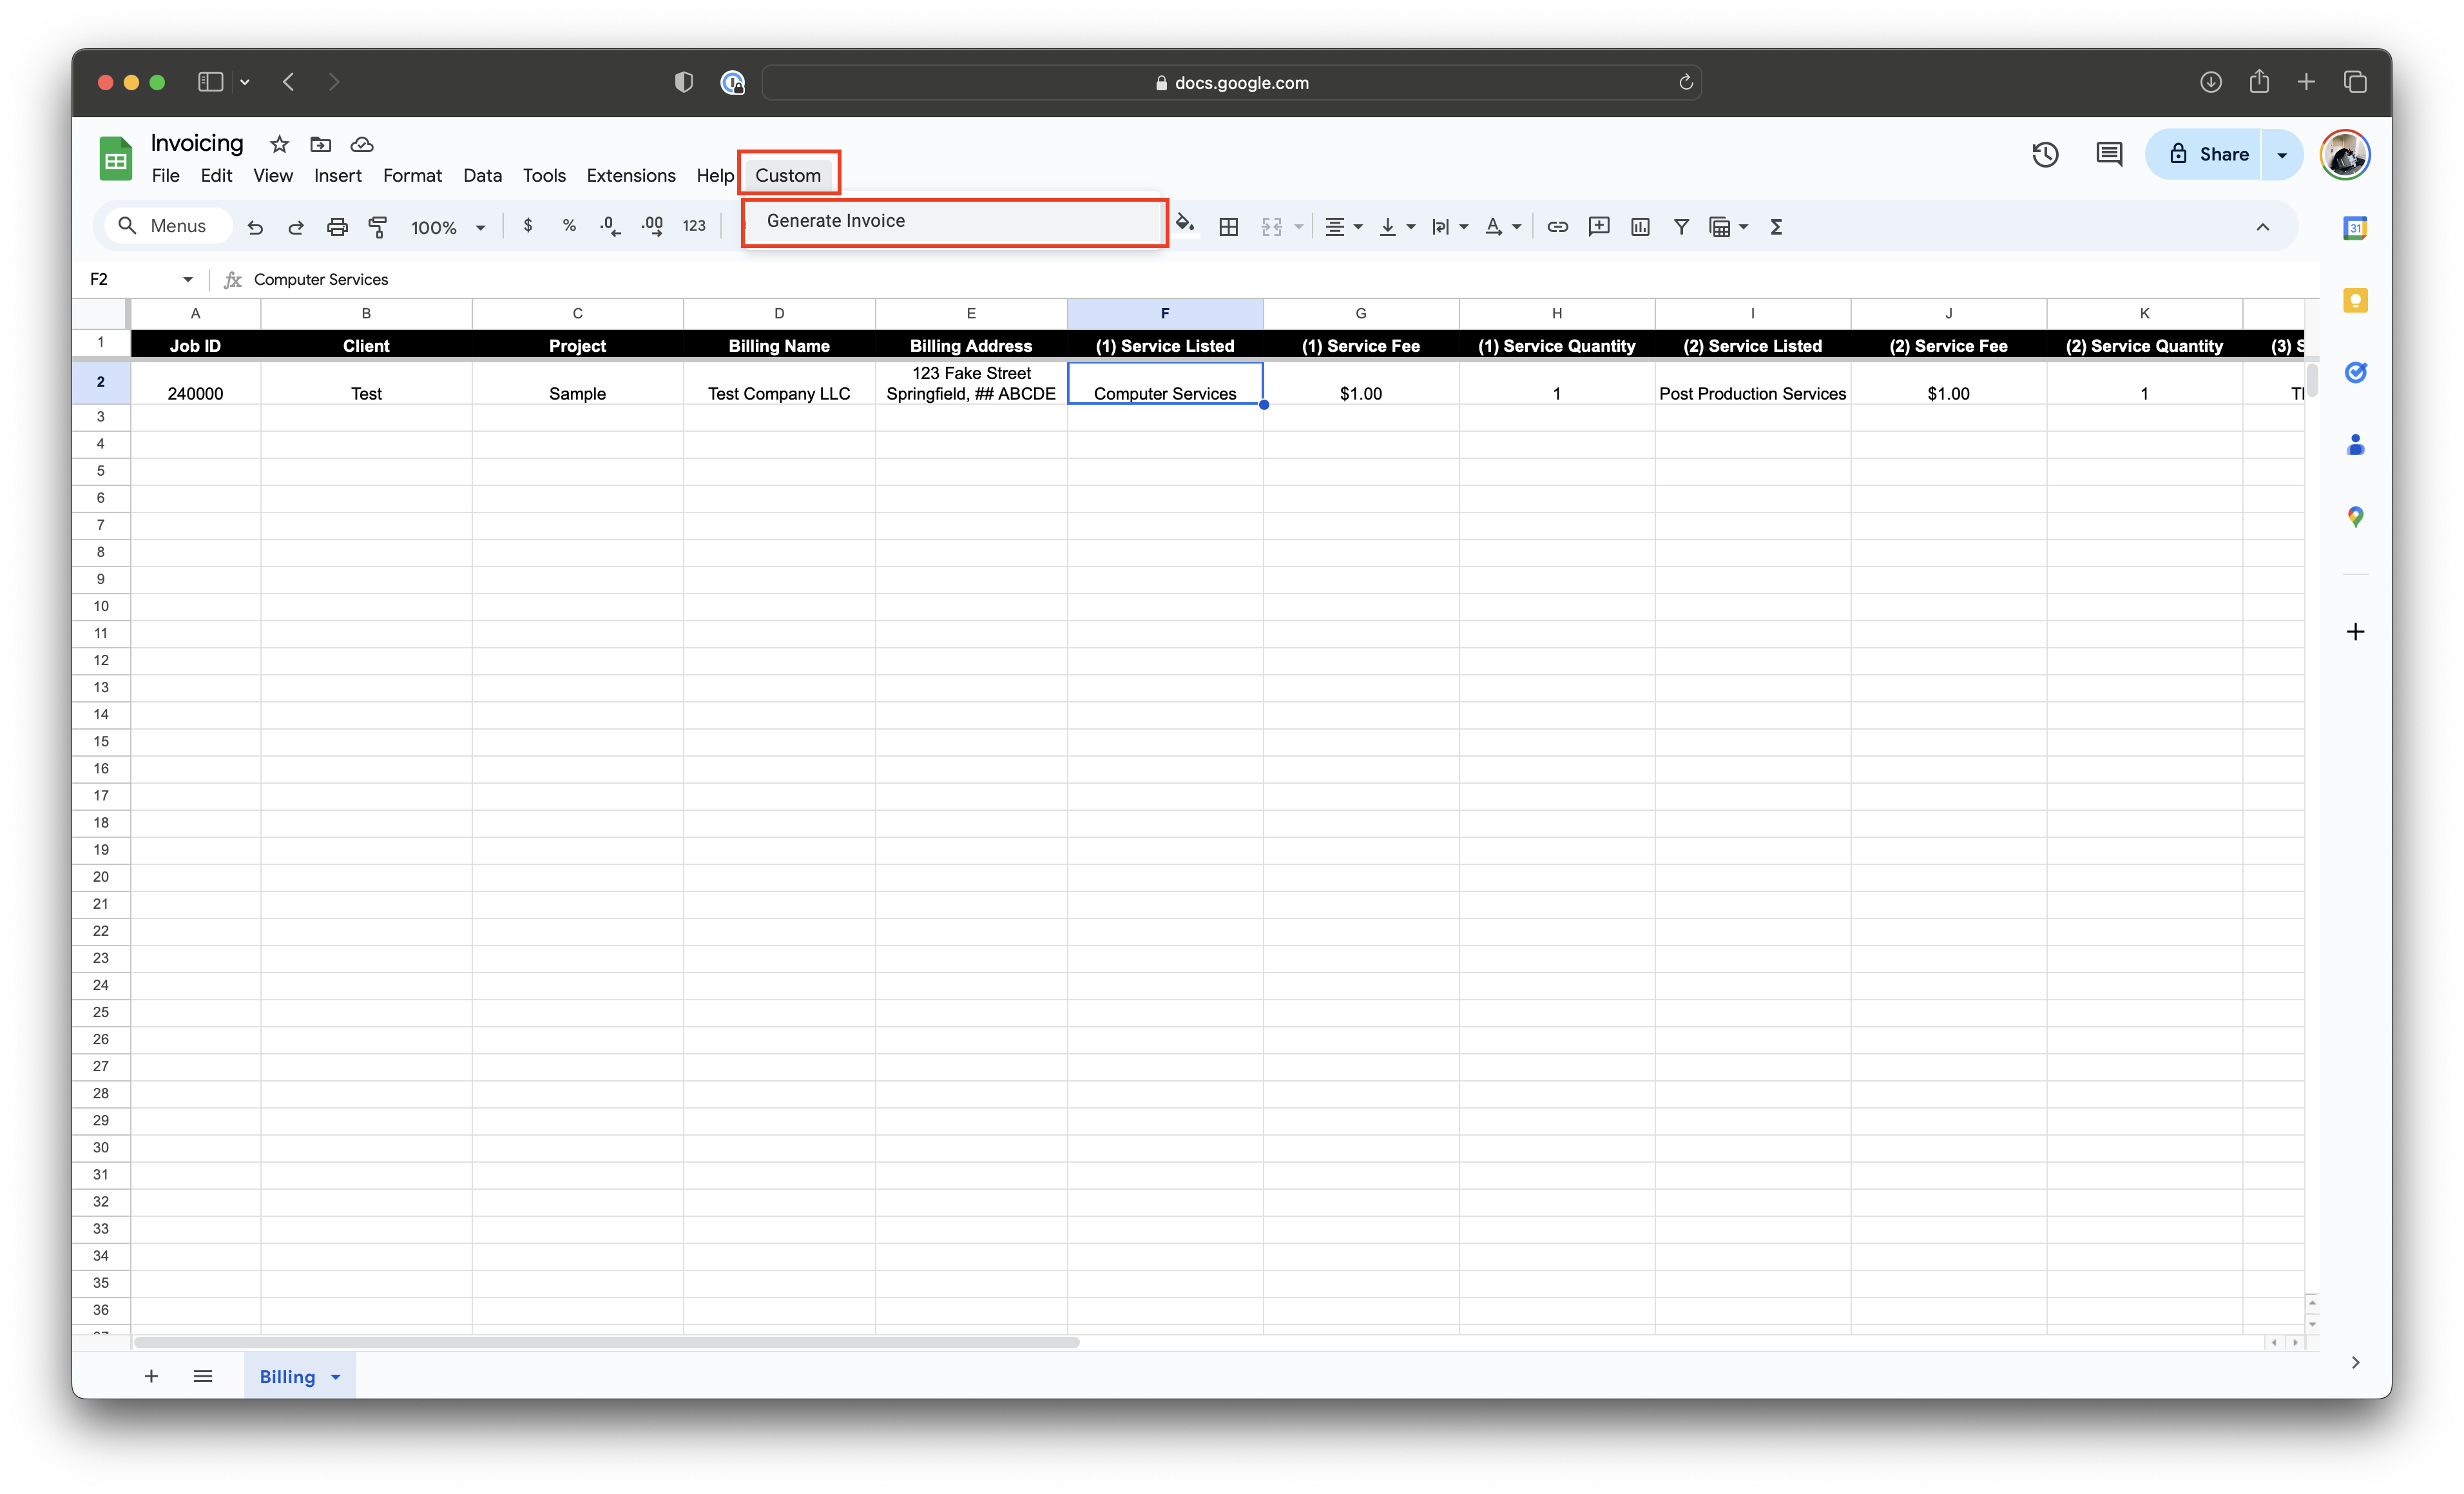 docs.google.com
Invoicing
File Edit View Insert Format Data Tools Extensions Help Custom
Share
Menus 100% $ % .0 .00 123
Generate Invoice
31
F2 fx Computer Services
A B C D E F G H I J K
1 Job ID Client Project Billing Name Billing Address (1) Service Listed (1) Service Fee (1) Service Quantity (2) Service Listed (2) Service Fee (2) Service Quantity (3) S
123 Fake Street
2 240000 Test Sample Test Company LLC Springfield, ## ABCDE Computer Services $1.00 1 Post Production Services $1.00 1
3
4
5
6
7
8
9
10
11
12
13
14
15
16
17
18
19
20
21
22
23
24
25
26
27
28
29
30
31
32
33
34
35
36
Billing